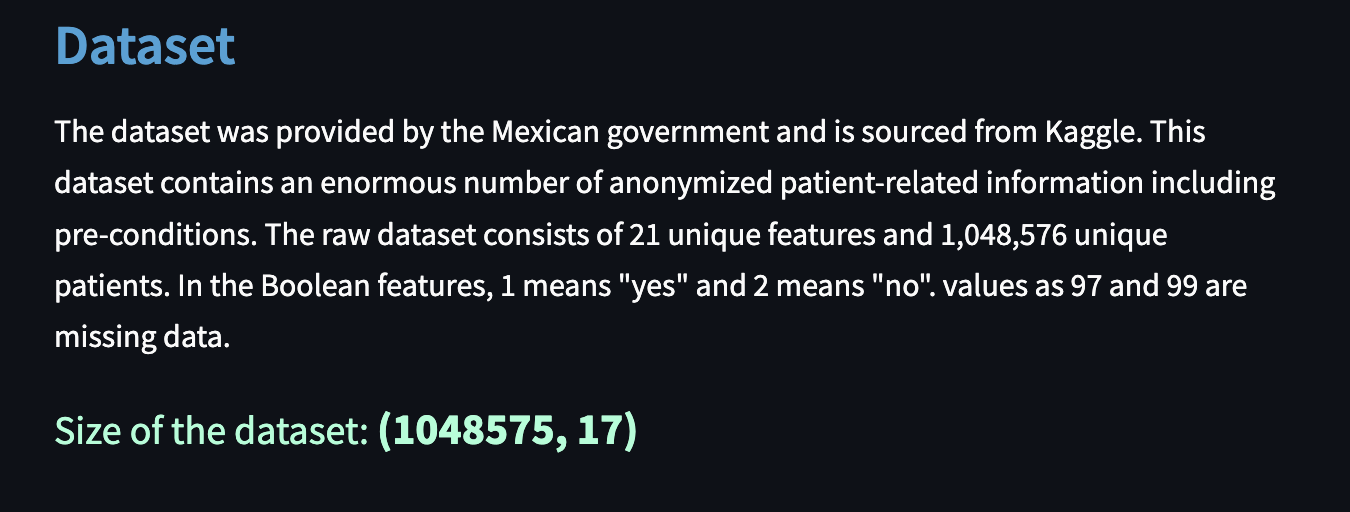 Dataset
The dataset was provided by the Mexican government and is sourced from Kaggle. This
dataset contains an enormous number of anonymized patient-related information including
pre-conditions. The raw dataset consists of 21 unique features and 1,048,576 unique
patients. In the Boolean features, 1 means "yes" and 2 means "no". values as 97 and 99 are
missing data.
Size of the dataset: (1048575, 17)